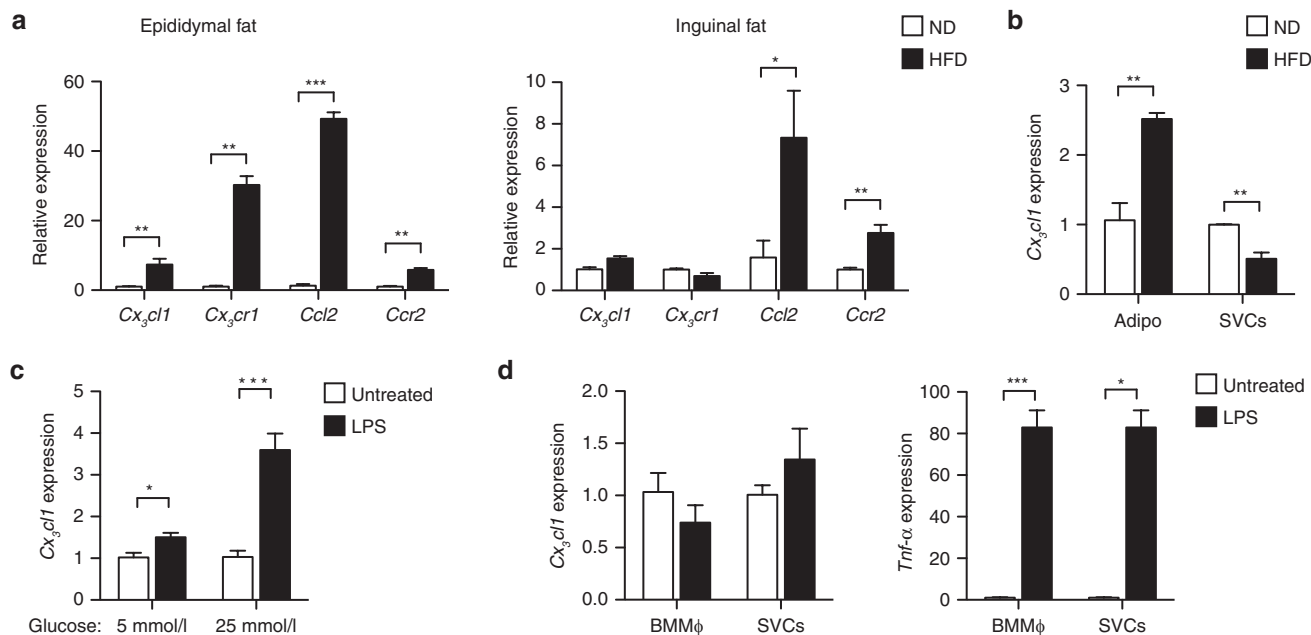 a
Epididymal fat
Inguinal fat
ND
HFD
b
ND
HFD
Relative expression
60
40
20
0
**
**
***
**
Cx₃cl1 Cx₃cr1 Ccl2 Ccr2
Relative expression
10
8
6
4
2
0
*
**
Cx₃cl1 Cx₃cr1 Ccl2 Ccr2
Cx₃cl1 expression
3
2
1
0
**
**
Adipo SVCs
c
Untreated
LPS
Cx₃cl1 expression
5
4
3
2
1
0
*
***
Glucose: 5 mmol/l 25 mmol/l
d
Cx₃cl1 expression
2.0
1.5
1.0
0.5
0.0
BMMϕ SVCs
Tnf-α expression
100
80
60
40
20
0
***
*
BMMϕ SVCs
Untreated
LPS